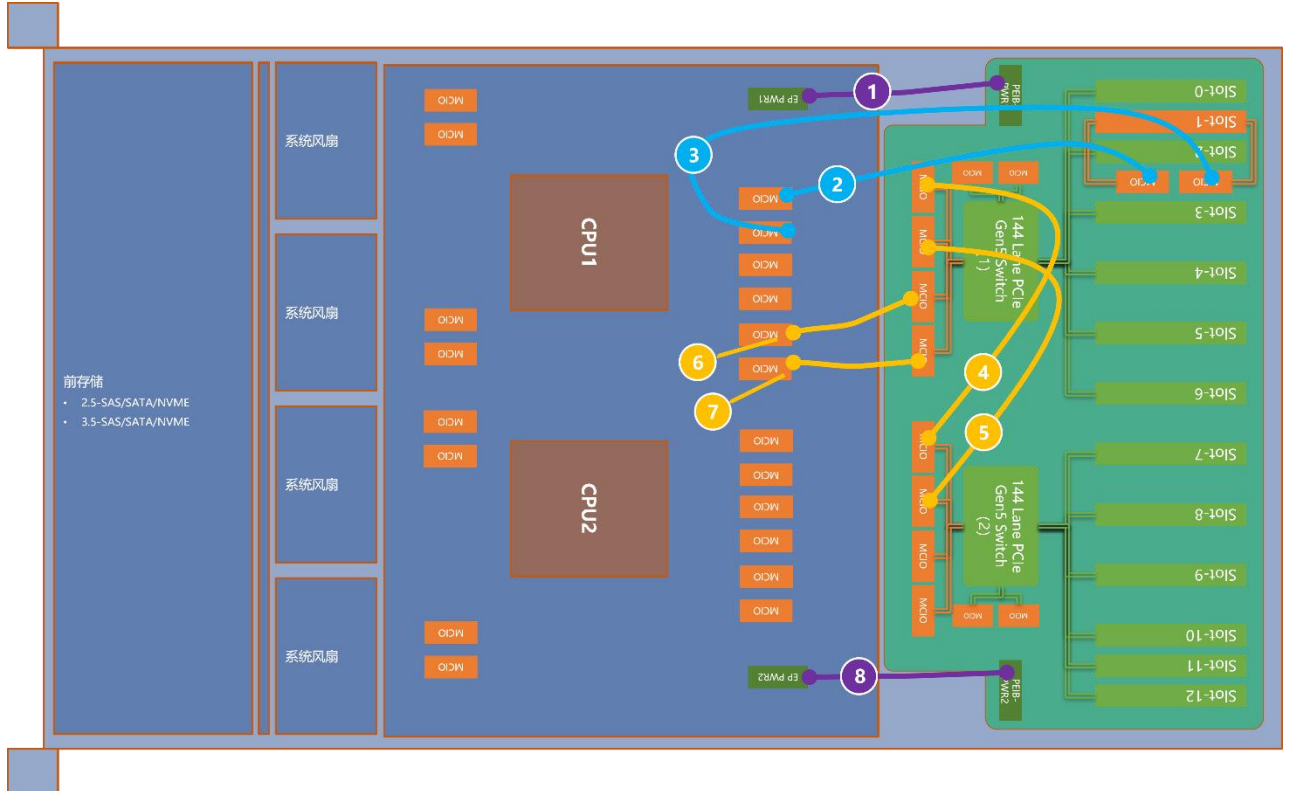 前存储
• 2.5-SAS/SATA/NVME
• 3.5-SAS/SATA/NVME
系统风扇
系统风扇
系统风扇
系统风扇
MCIO
MCIO
MCIO
MCIO
MCIO
MCIO
MCIO
MCIO
CPU1
CPU2
EP PWR1
MCIO
MCIO
MCIO
MCIO
MCIO
MCIO
MCIO
MCIO
MCIO
MCIO
MCIO
MCIO
EP PWR2
1
2
3
4
5
6
7
8
PEIB-
PWR1
MCIO
MCIO
MCIO
MCIO
MCIO
MCIO
144 Lane PCIe
Gen5 Switch
(1)
MCIO
MCIO
MCIO
MCIO
144 Lane PCIe
Gen5 Switch
(2)
MCIO
MCIO
PEIB-
PWR2
Slot-0
Slot-1
Slot-2
MCIO
MCIO
Slot-3
Slot-4
Slot-5
Slot-6
Slot-7
Slot-8
Slot-9
Slot-10
Slot-11
Slot-12